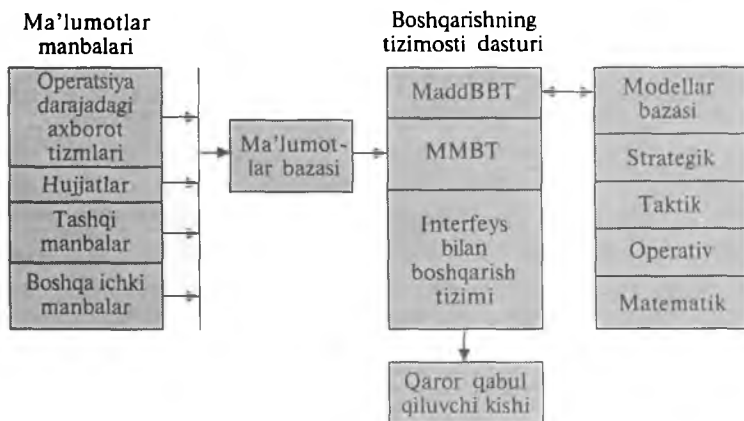 Ma'lumotlar
manbalari
Operatsiya
darajadagi
axborot
tizmlari
Hujjatlar
Tashqi
manbalar
Boshqa ichki
manbalar
Ma'lumot-
lar bazasi
Boshqarishning
tizimosti dasturi
MaddBBT
MMBT
Interfeys
bilan
boshqarish
tizimi
Qaror qabul
qiluvchi kishi
Modellar
bazasi
Strategik
Taktik
Operativ
Matematik